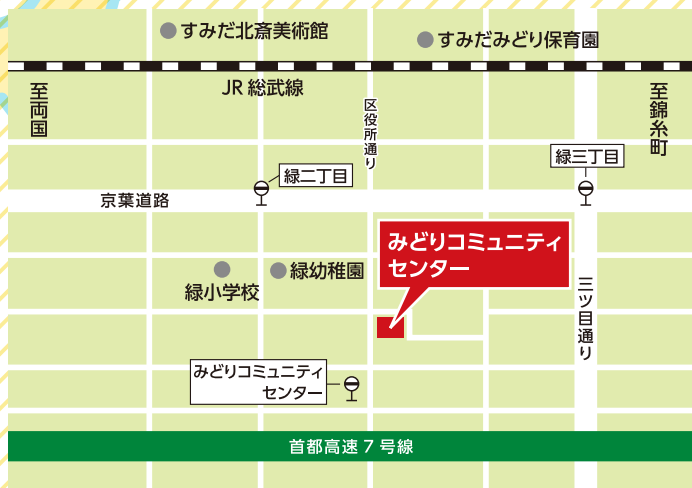 すみだ北斎美術館
すみだみどり保育園
JR総武線
至両国
区役所通り
至錦糸町
緑二丁目
緑三丁目
京葉道路
みどりコミュニティ
センター
緑小学校
緑幼稚園
三ツ目通り
みどりコミュニティ
センター
首都高速7号線